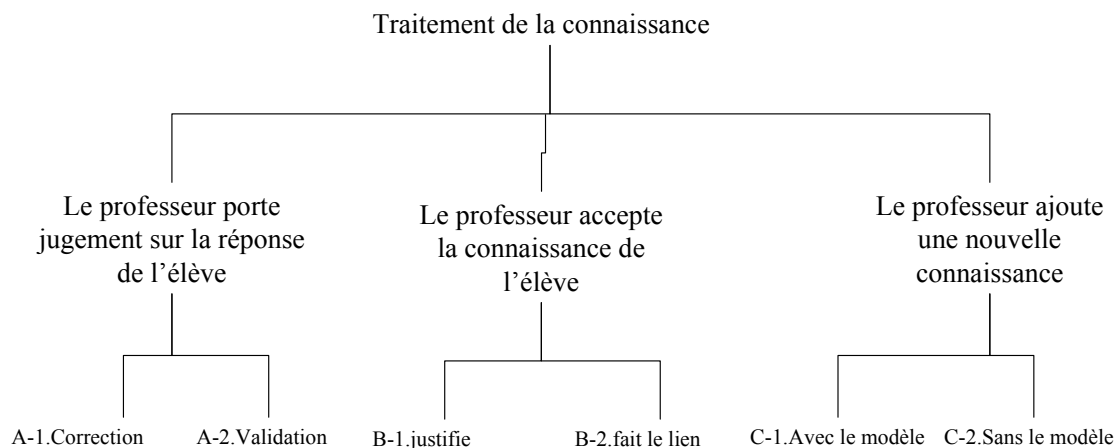 Traitement de la connaissance
Le professeur porte
jugement sur la réponse
de l’élève
Le professeur accepte
la connaissance de
l’élève
Le professeur ajoute
une nouvelle
connaissance
A-1.Correction
A-2.Validation
B-1.justifie
B-2.fait le lien
C-1.Avec le modèle
C-2.Sans le modèle